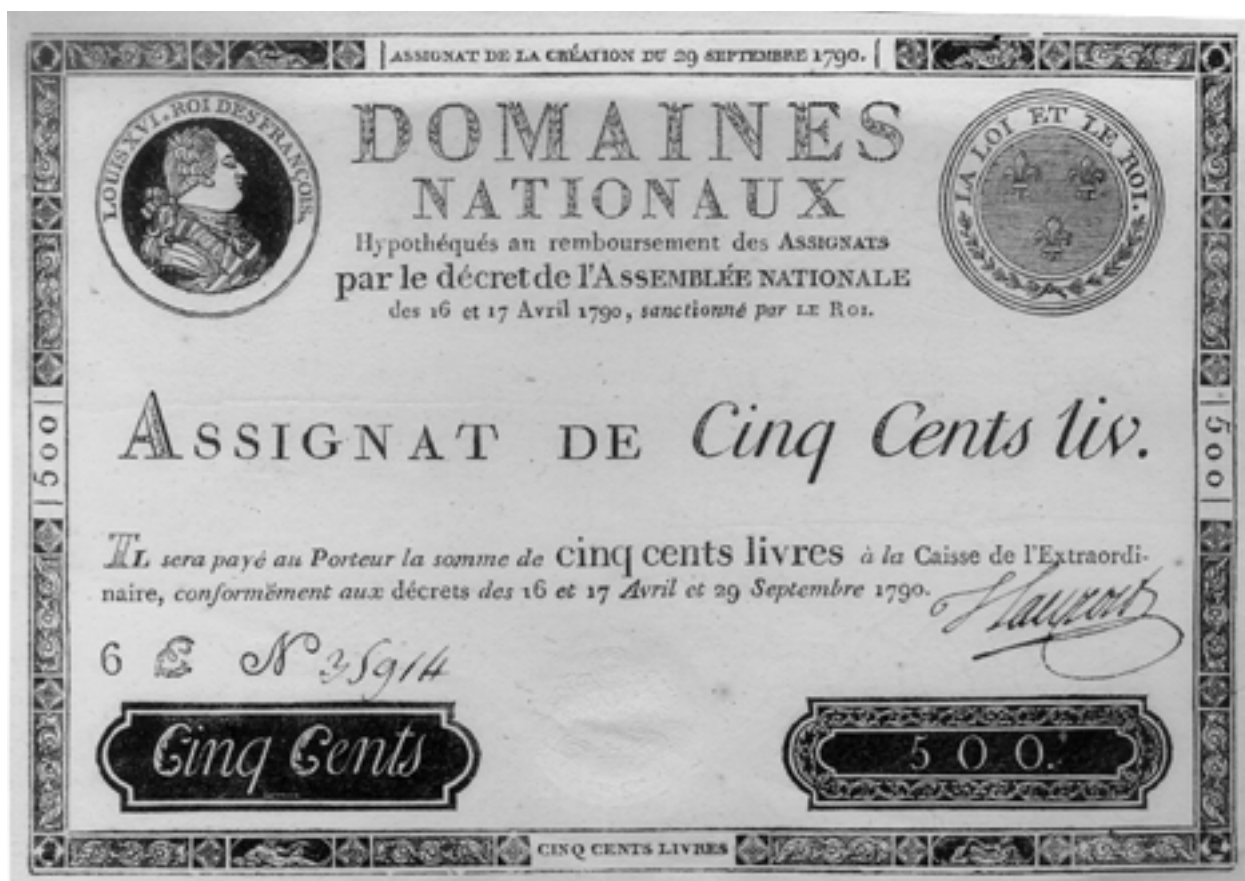 ASSIGNAT DE LA CRÉATION DU 29 SEPTEMBRE 1790.
LOUIS XVI. ROI DES FRANÇOIS.
DOMAINES
NATIONAUX
Hypothéqués au remboursement des ASSIGNATS
par le décret de l'ASSEMBLÉE NATIONALE
des 16 et 17 Avril 1790, sanctionné par LE ROI.
LA LOI ET LE ROI.
500
500
ASSIGNAT DE Cinq Cents liv.
IL sera payé au Porteur la somme de cinq cents livres à la Caisse de l'Extraordi-
naire, conformément aux décrets des 16 et 17 Avril et 29 Septembre 1790.
6 E N° 35914
Cinq Cents
500.
CINQ CENTS LIVRES